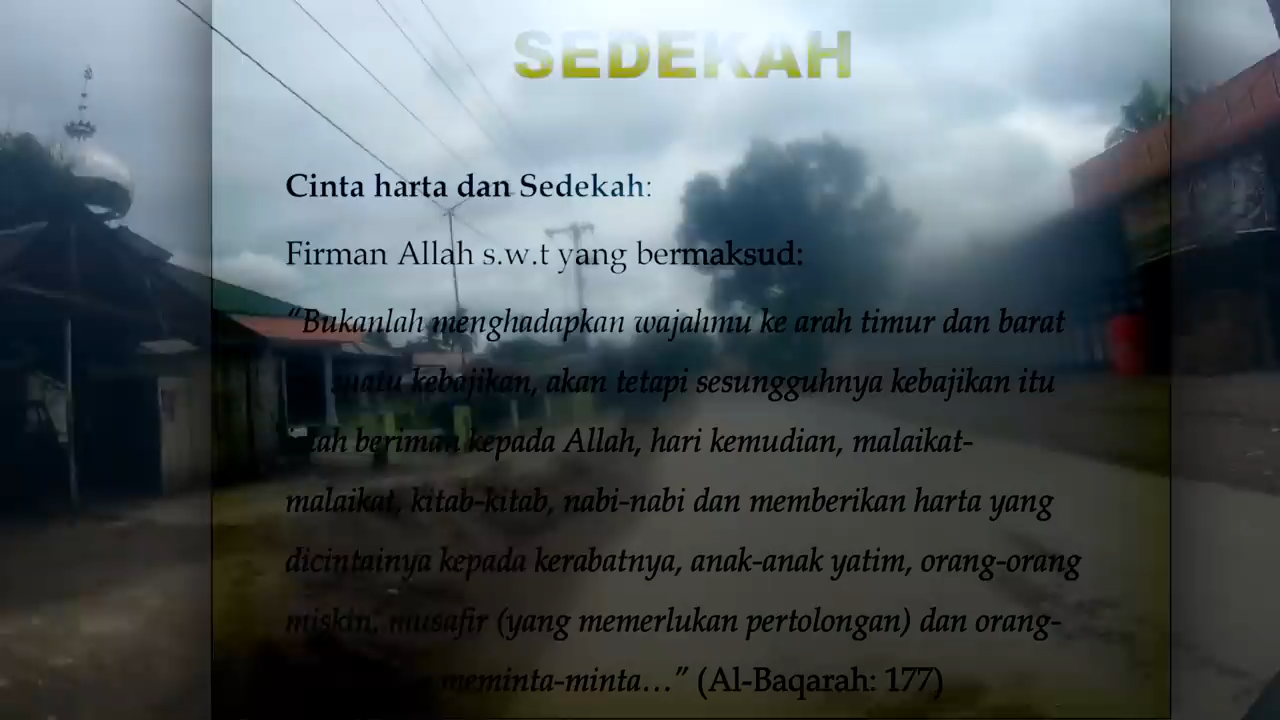 SEDEKAH
Cinta harta dan Sedekah:
Firman Allah s.w.t yang bermaksud:
“Bukanlah menghadapkan wajahmu ke arah timur dan barat
suatu kebajikan, akan tetapi sesungguhnya kebajikan itu
ialah beriman kepada Allah, hari kemudian, malaikat-
malaikat, kitab-kitab, nabi-nabi dan memberikan harta yang
dicintainya kepada kerabatnya, anak-anak yatim, orang-orang
miskin, musafir (yang memerlukan pertolongan) dan orang-
meminta-minta…” (Al-Baqarah: 177)